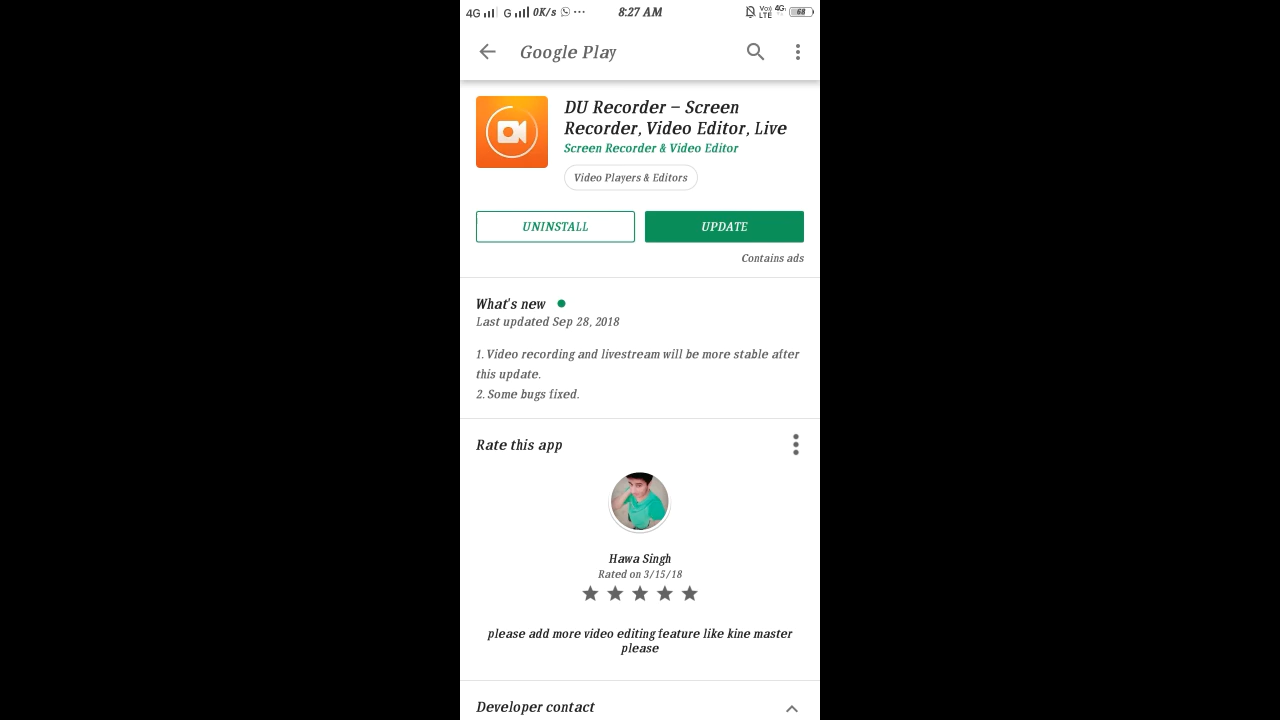 4G G 0K/s 8:27 AM Vo) LTE 4G 68
Google Play
DU Recorder – Screen
Recorder, Video Editor, Live
Screen Recorder & Video Editor
Video Players & Editors
UNINSTALL UPDATE
Contains ads
What's new
Last updated Sep 28, 2018
1. Video recording and livestream will be more stable after
this update.
2. Some bugs fixed.
Rate this app
Hawa Singh
Rated on 3/15/18
please add more video editing feature like kine master
please
Developer contact